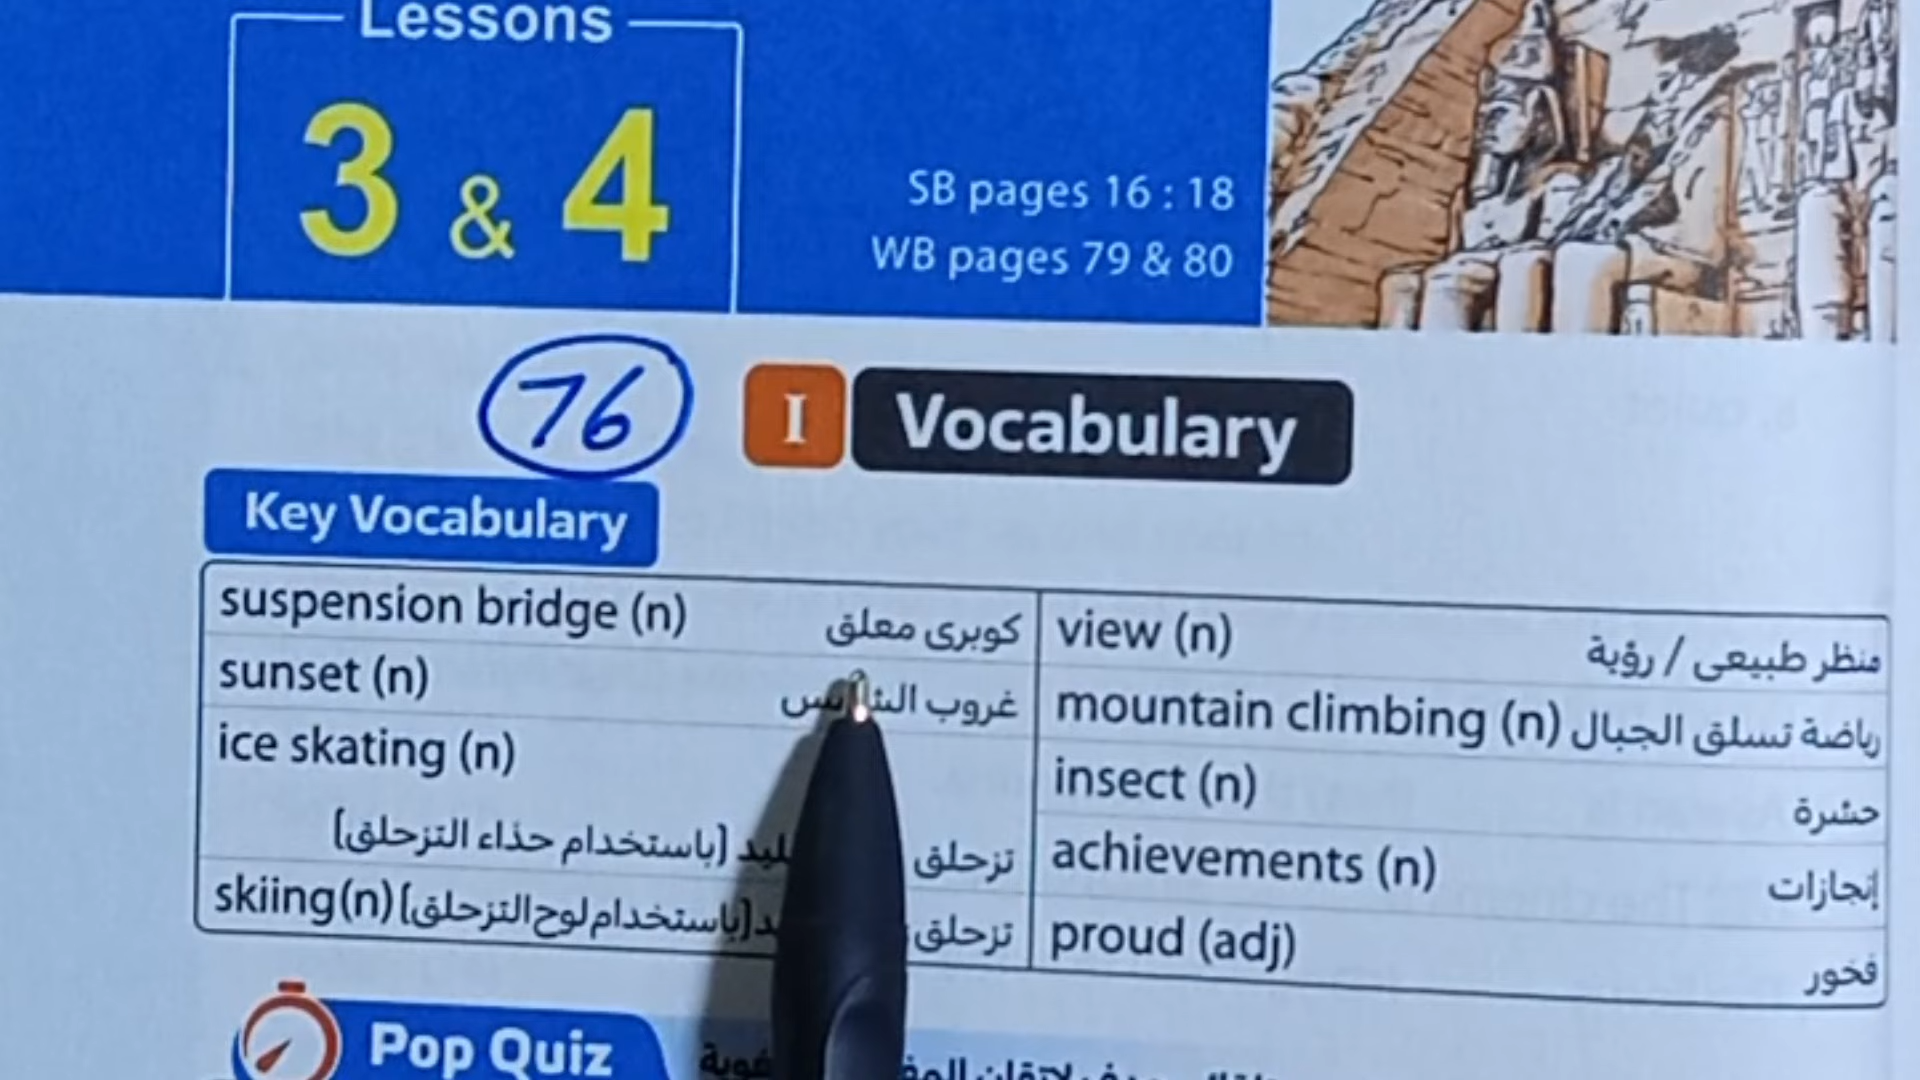 Lessons
3 & 4
SB pages 16 : 18
WB pages 79 & 80
76
I Vocabulary
Key Vocabulary
suspension bridge (n) كوبرى معلق
sunset (n) غروب
ice skating (n)
تزحلق [باستخدام حذاء التزحلق]
skiing (n) تزحلق [باستخدام لوح التزحلق]
view (n) منظر طبيعى / رؤية
mountain climbing (n) رياضة تسلق الجبال
insect (n) حشرة
achievements (n) إنجازات
proud (adj) فخور
Pop Quiz